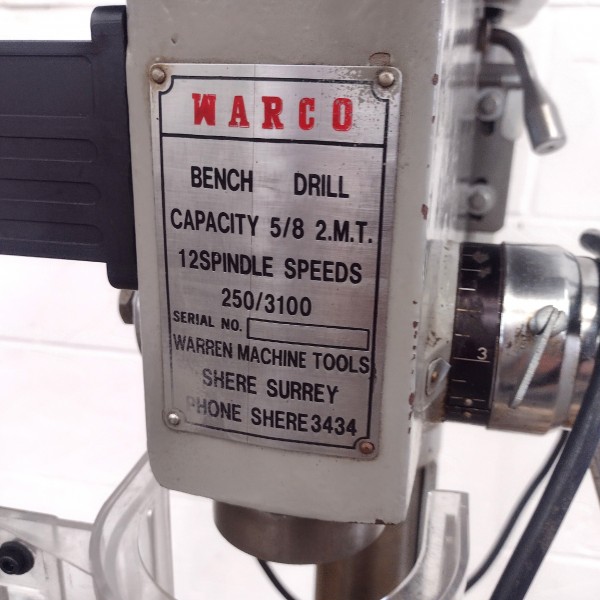 WARCO
BENCH DRILL
CAPACITY 5/8 2.M.T.
12SPINDLE SPEEDS
250/3100
SERIAL NO.
WARREN MACHINE TOOLS
SHERE SURREY
PHONE SHERE 3434
3